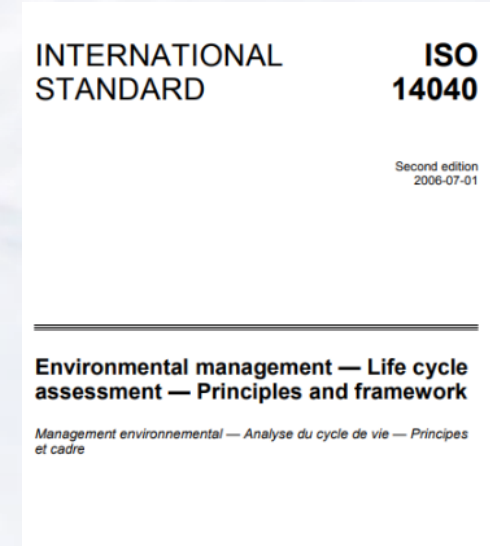 INTERNATIONAL STANDARD
ISO 14040
Second edition
2006-07-01
Environmental management — Life cycle
assessment — Principles and framework
Management environnemental — Analyse du cycle de vie — Principes
et cadre